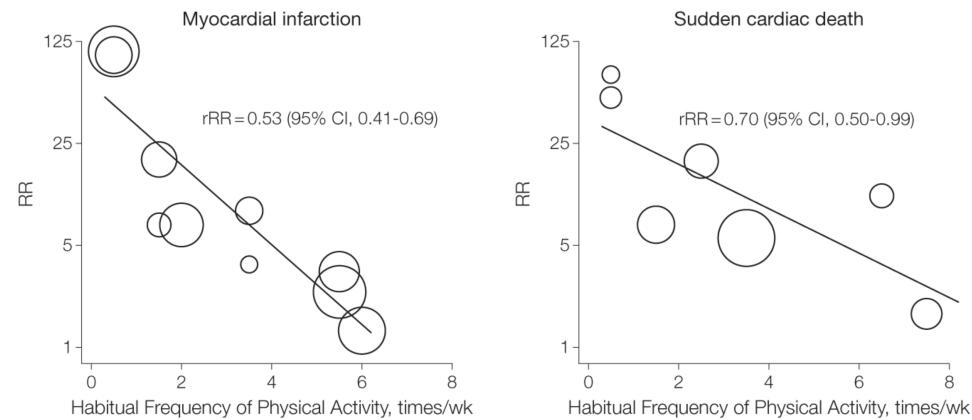 Myocardial infarction
125
25
5
1
RR
rRR = 0.53 (95% CI, 0.41-0.69)
0 2 4 6 8
Habitual Frequency of Physical Activity, times/wk
Sudden cardiac death
125
25
5
1
RR
rRR = 0.70 (95% CI, 0.50-0.99)
0 2 4 6 8
Habitual Frequency of Physical Activity, times/wk